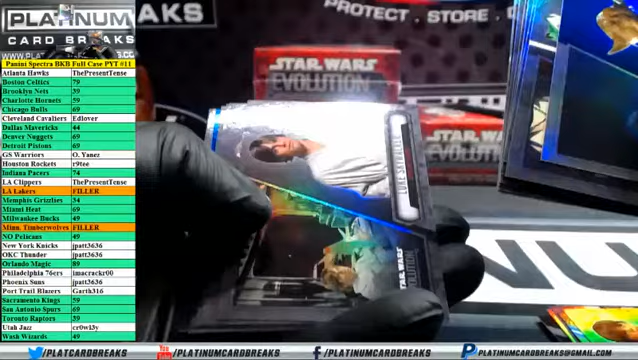 PLATINUM
CARD BREAKS
PROTECT . STORE .
Panini Spectra BKB Full Case PYT #11
Atlanta Hawks ThePresentTense
Boston Celtics 79
Brooklyn Nets 39
Charlotte Hornets 59
Chicago Bulls 69
Cleveland Cavaliers Edlover
Dallas Mavericks 44
Denver Nuggets 69
Detroit Pistons 69
GS Warriors O. Yanez
Houston Rockets r9tee
Indiana Pacers 74
LA Clippers ThePresentTense
LA Lakers FILLER
Memphis Grizzlies 34
Miami Heat 69
Milwaukee Bucks 49
Minn. Timberwolves FILLER
NO Pelicans 49
New York Knicks jpatt3636
OKC Thunder jpatt3636
Orlando Magic 89
Philadelphia 76ers imacrackr00
Phoenix Suns jpatt3636
Port Trail Blazers Garth316
Sacramento Kings 59
San Antonio Spurs 69
Toronto Raptors 39
Utah Jazz cr0w13y
Wash Wizards 49
STAR WARS
EVOLUTION
LUKE SKYWALKER
STAR WARS
EVOLUTION
NU
/PLATCARDBREAKS
You Tube /PLATINUMCARDBREAKS
/PLATINUMCARDBREAKS
PLATINUMCARDBREAKS@GMAIL.COM